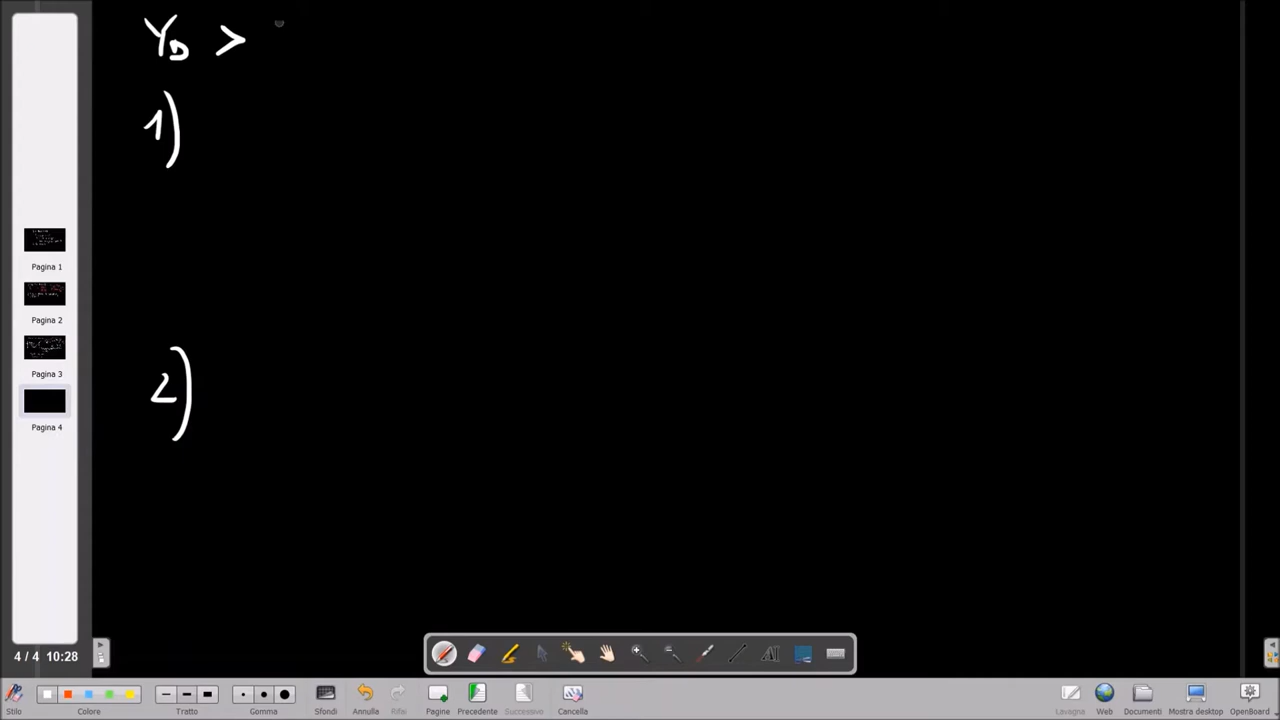 Y_D >
1)
2)
Pagina 1
Pagina 2
Pagina 3
Pagina 4
4 / 4 10:28
Stilo
Colore
Tratto
Gomma
Sfondi
Annulla
Rifai
Pagine
Precedente
Successivo
Cancella
Lavagna
Web
Documenti
Mostra desktop
OpenBoard